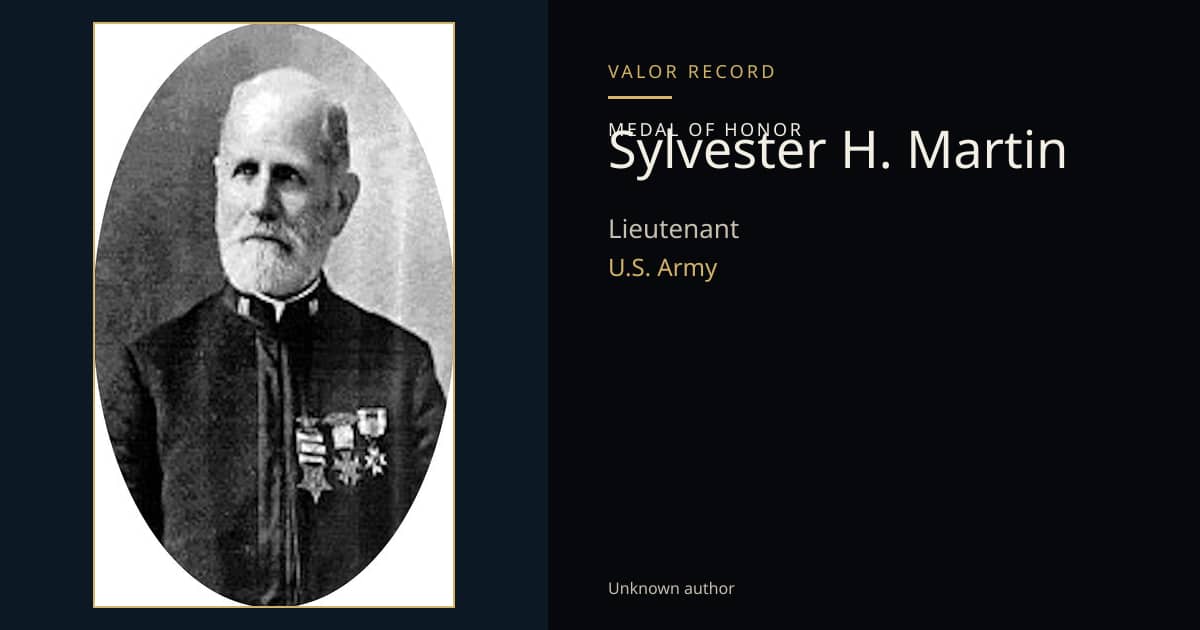 VALOR RECORD
MEDAL OF HONOR
Sylvester H. Martin
Lieutenant
U.S. Army
Unknown author